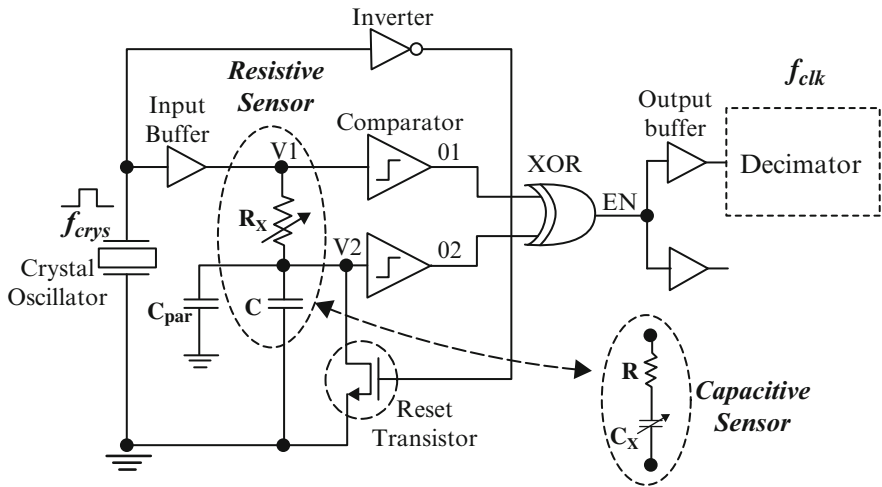 Inverter
Resistive
Sensor
f_clk
Input
Buffer
Output
buffer
V1
Comparator
01
XOR
Decimator
EN
f_crys
R_X
V2
02
Crystal
Oscillator
C_par
C
R
Capacitive
Sensor
C_X
Reset
Transistor